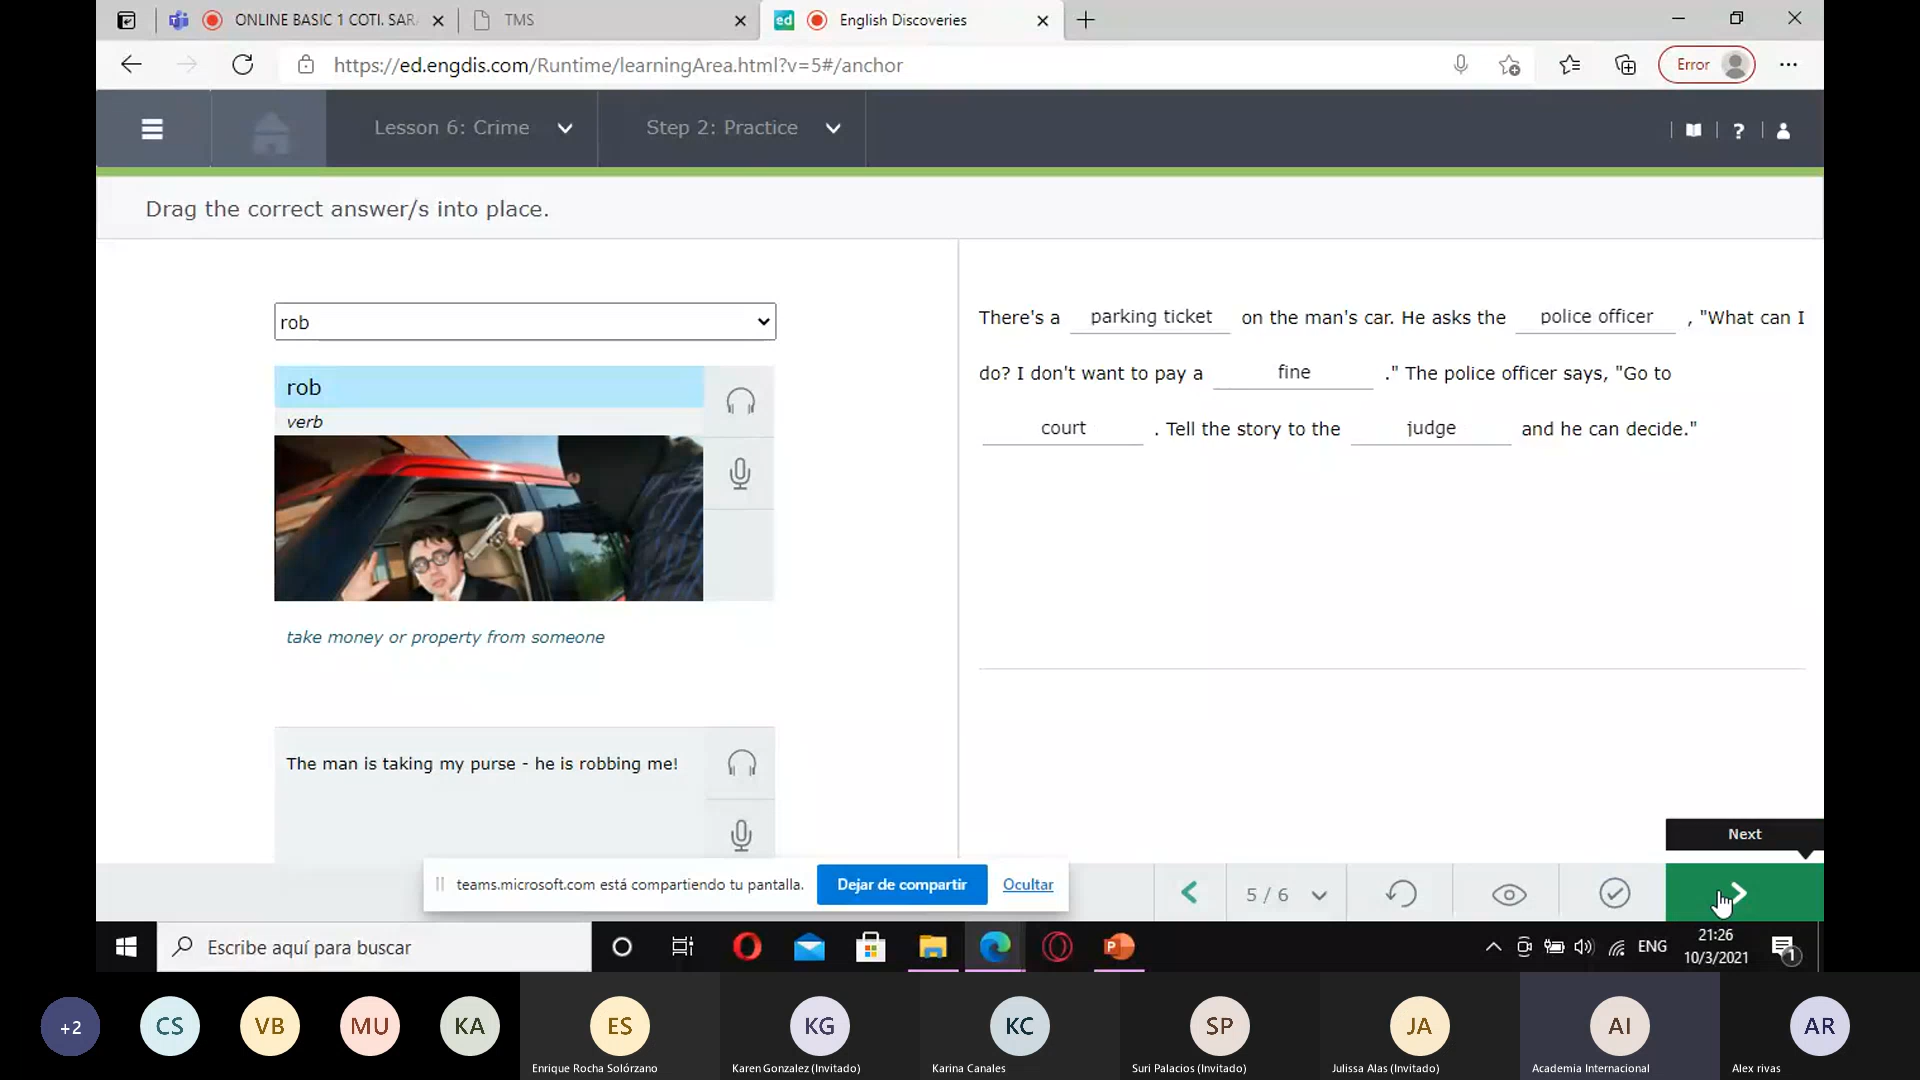 ONLINE BASIC 1 COTI. SAR
TMS
English Discoveries
https://ed.engdis.com/Runtime/learningArea.html?v=5#/anchor
Error
Lesson 6: Crime
Step 2: Practice
Drag the correct answer/s into place.
rob
rob
verb
take money or property from someone
The man is taking my purse - he is robbing me!
There's a parking ticket on the man's car. He asks the police officer , "What can I
do? I don't want to pay a fine ." The police officer says, "Go to
court . Tell the story to the judge and he can decide."
Next
teams.microsoft.com está compartiendo tu pantalla.
Dejar de compartir
Ocultar
5 / 6
Escribe aquí para buscar
ENG
21:26
10/3/2021
1
+2
CS
VB
MU
KA
ES
KG
KC
SP
JA
AI
AR
Enrique Rocha Solórzano
Karen Gonzalez (Invitado)
Karina Canales
Suri Palacios (Invitado)
Julissa Alas (Invitado)
Academia Internacional
Alex rivas